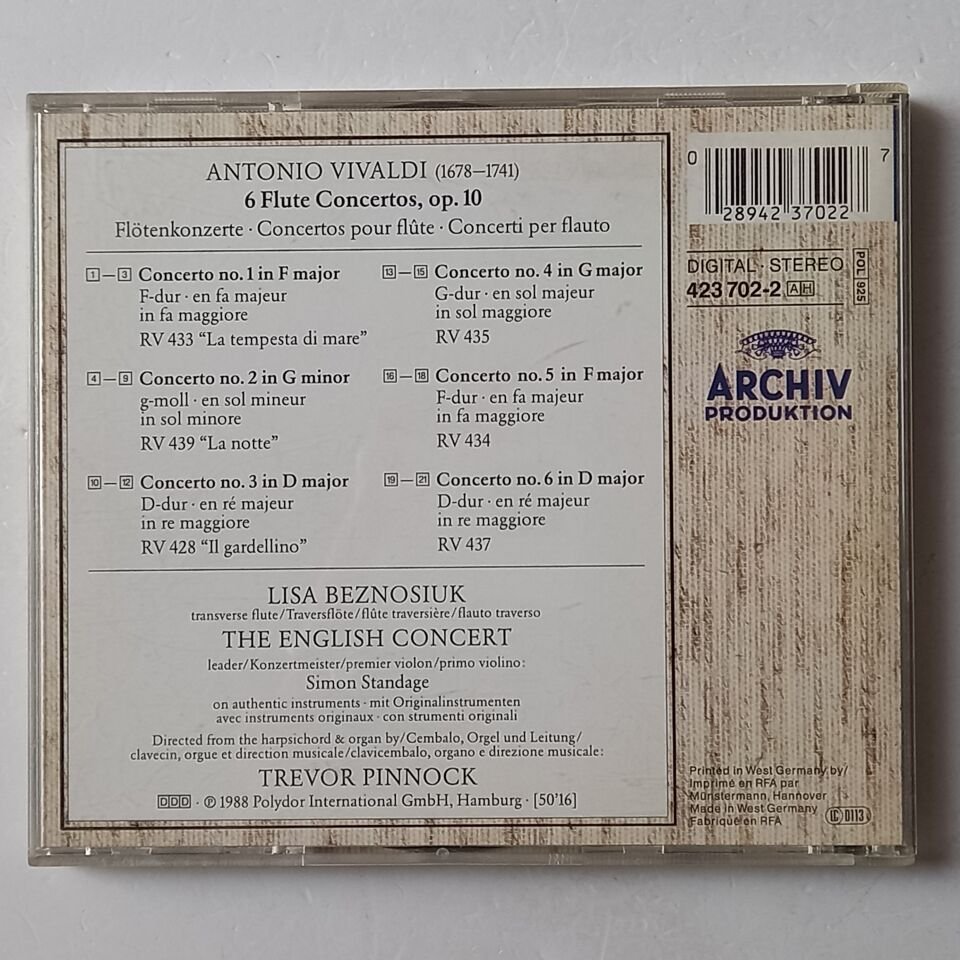 ANTONIO VIVALDI (1678—1741)
6 Flute Concertos, op. 10
Flötenkonzerte · Concertos pour flûte · Concerti per flauto
1—3 Concerto no. 1 in F major
F-dur · en fa majeur
in fa maggiore
RV 433 “La tempesta di mare”
4—9 Concerto no. 2 in G minor
g-moll · en sol mineur
in sol minore
RV 439 “La notte”
10—12 Concerto no. 3 in D major
D-dur · en ré majeur
in re maggiore
RV 428 “Il gardellino”
13—15 Concerto no. 4 in G major
G-dur · en sol majeur
in sol maggiore
RV 435
16—18 Concerto no. 5 in F major
F-dur · en fa majeur
in fa maggiore
RV 434
19—21 Concerto no. 6 in D major
D-dur · en ré majeur
in re maggiore
RV 437
LISA BEZNOSIUK
transverse flute/Traversflöte/flûte traversière/flauto traverso
THE ENGLISH CONCERT
leader/Konzertmeister/premier violon/primo violino:
Simon Standage
on authentic instruments · mit Originalinstrumenten
avec instruments originaux · con strumenti originali
Directed from the harpsichord & organ by/Cembalo, Orgel und Leitung/
clavecin, orgue et direction musicale/clavicembalo, organo e direzione musicale:
TREVOR PINNOCK
DDD · ℗ 1988 Polydor International GmbH, Hamburg · [50’16]
0 28942 37022 7
DIGITAL · STEREO
423 702-2 AH
POL 925
ARCHIV
PRODUKTION
Printed in West Germany by/
Imprimé en RFA par
Münstermann, Hannover
Made in West Germany
Fabriqué en RFA
LC 0113